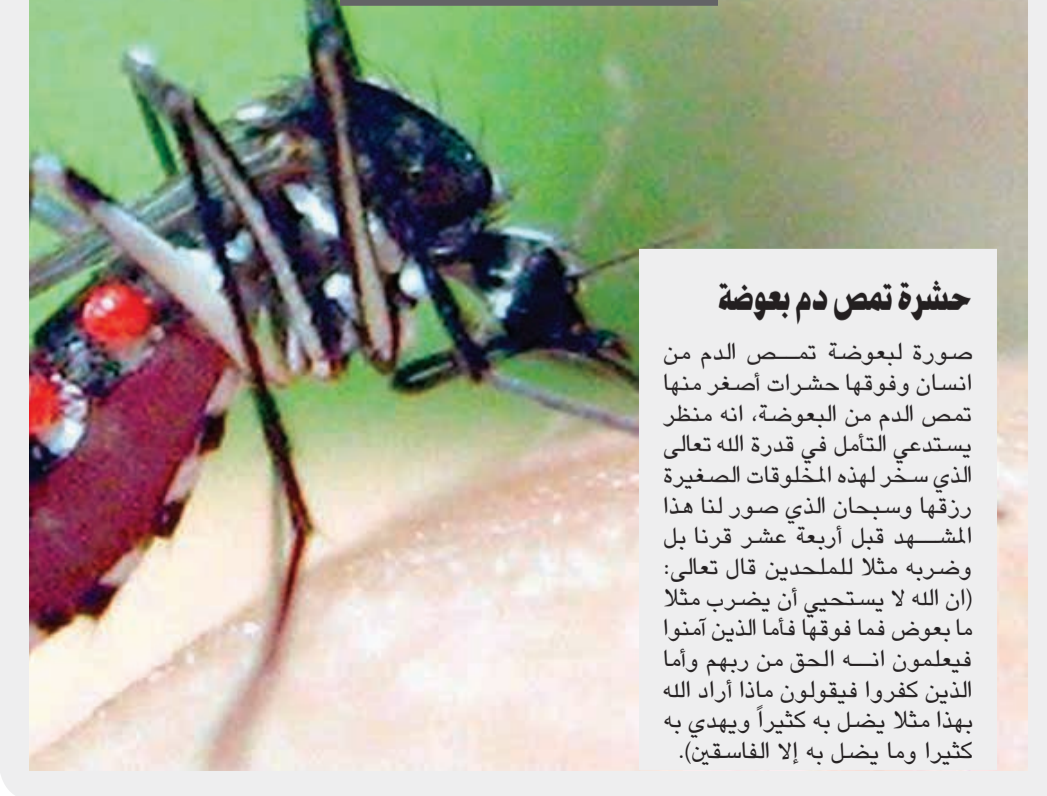 حشرة تمص دم بعوضة
صورة لبعوضة تمـــص الدم من
انسان وفوقها حشرات أصغر منها
تمص الدم من البعوضة، انه منظر
يستدعي التأمل في قدرة الله تعالى
الذي سخر لهذه المخلوقات الصغيرة
رزقها وسبحان الذي صور لنا هذا
المشـــهد قبل أربعة عشر قرنا بل
وضربه مثلا للملحدين قال تعالى:
(ان الله لا يستحيي أن يضرب مثلا
ما بعوض فما فوقها فأما الذين آمنوا
فيعلمون انـــه الحق من ربهم وأما
الذين كفروا فيقولون ماذا أراد الله
بهذا مثلا يضل به كثيراً ويهدي به
كثيرا وما يضل به إلا الفاسقين).